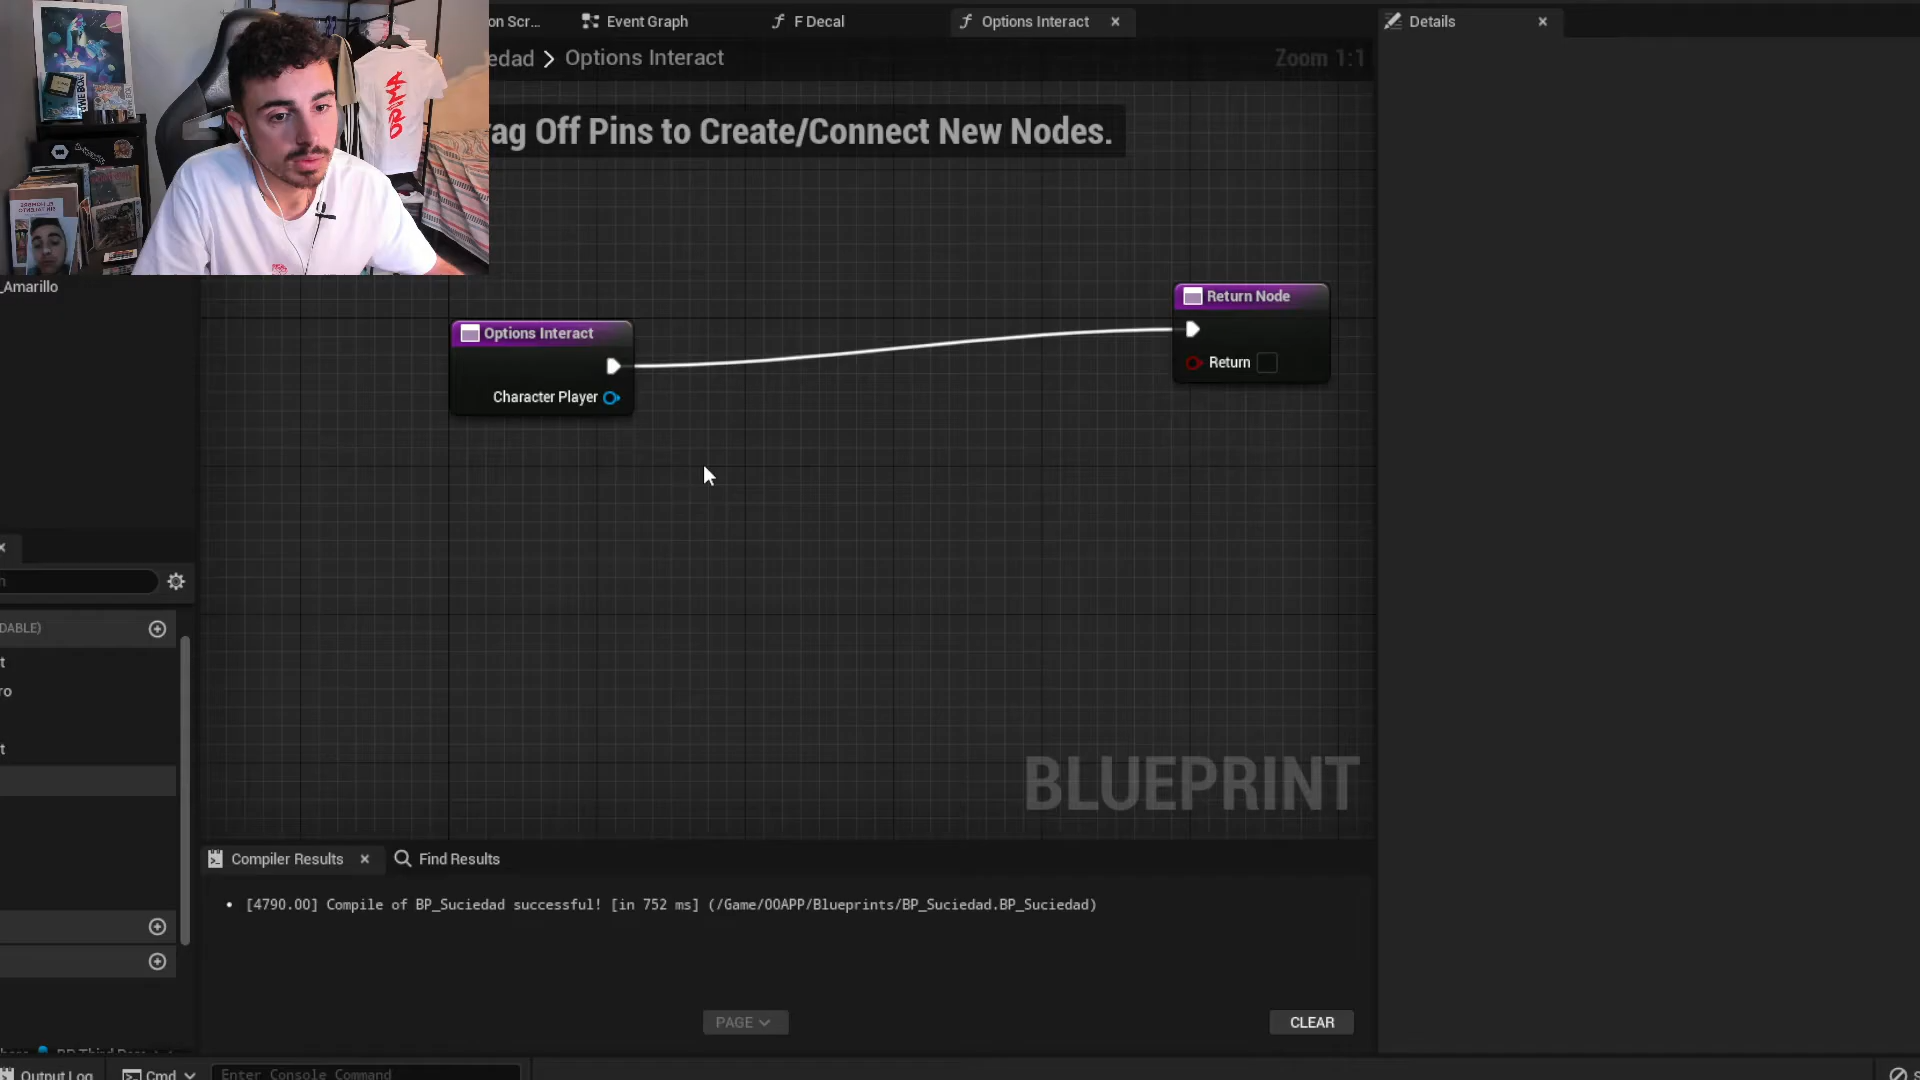 on Scr...
Event Graph
F Decal
Options Interact
Details
edad > Options Interact
Zoom 1:1
rag Off Pins to Create/Connect New Nodes.
_Amarillo
Return Node
Return
Options Interact
Character Player
DABLE)
t
ro
t
BLUEPRINT
Compiler Results
Find Results
• [4790.00] Compile of BP_Suciedad successful! [in 752 ms] (/Game/00APP/Blueprints/BP_Suciedad.BP_Suciedad)
PAGE
CLEAR
Output Log
Cmd
Enter Console Command